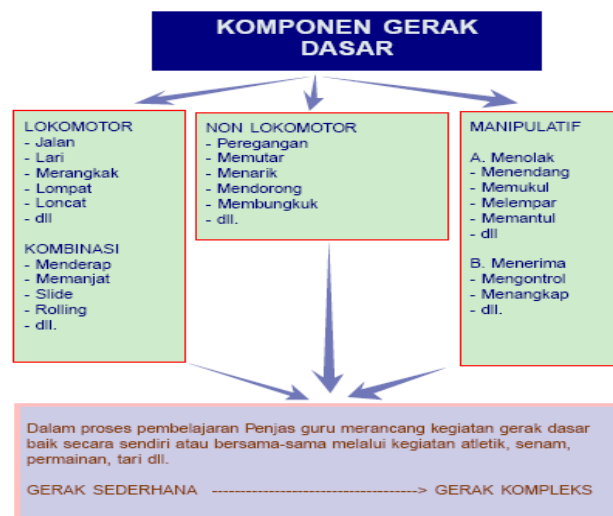 KOMPONEN GERAK
DASAR
LOKOMOTOR
- Jalan
- Lari
- Merangkak
- Lompat
- Loncat
- dll
KOMBINASI
- Menderap
- Memanjat
- Slide
- Rolling
- dll.
NON LOKOMOTOR
- Peregangan
- Memutar
- Menarik
- Mendorong
- Membungkuk
- dll.
MANIPULATIF
A. Menolak
- Menendang
- Memukul
- Melempar
- Memantul
- dll
B. Menerima
- Mengontrol
- Menangkap
- dll.
Dalam proses pembelajaran Penjas guru merancang kegiatan gerak dasar
baik secara sendiri atau bersama-sama melalui kegiatan atletik, senam,
permainan, tari dll.
GERAK SEDERHANA ------------------------------------> GERAK KOMPLEKS